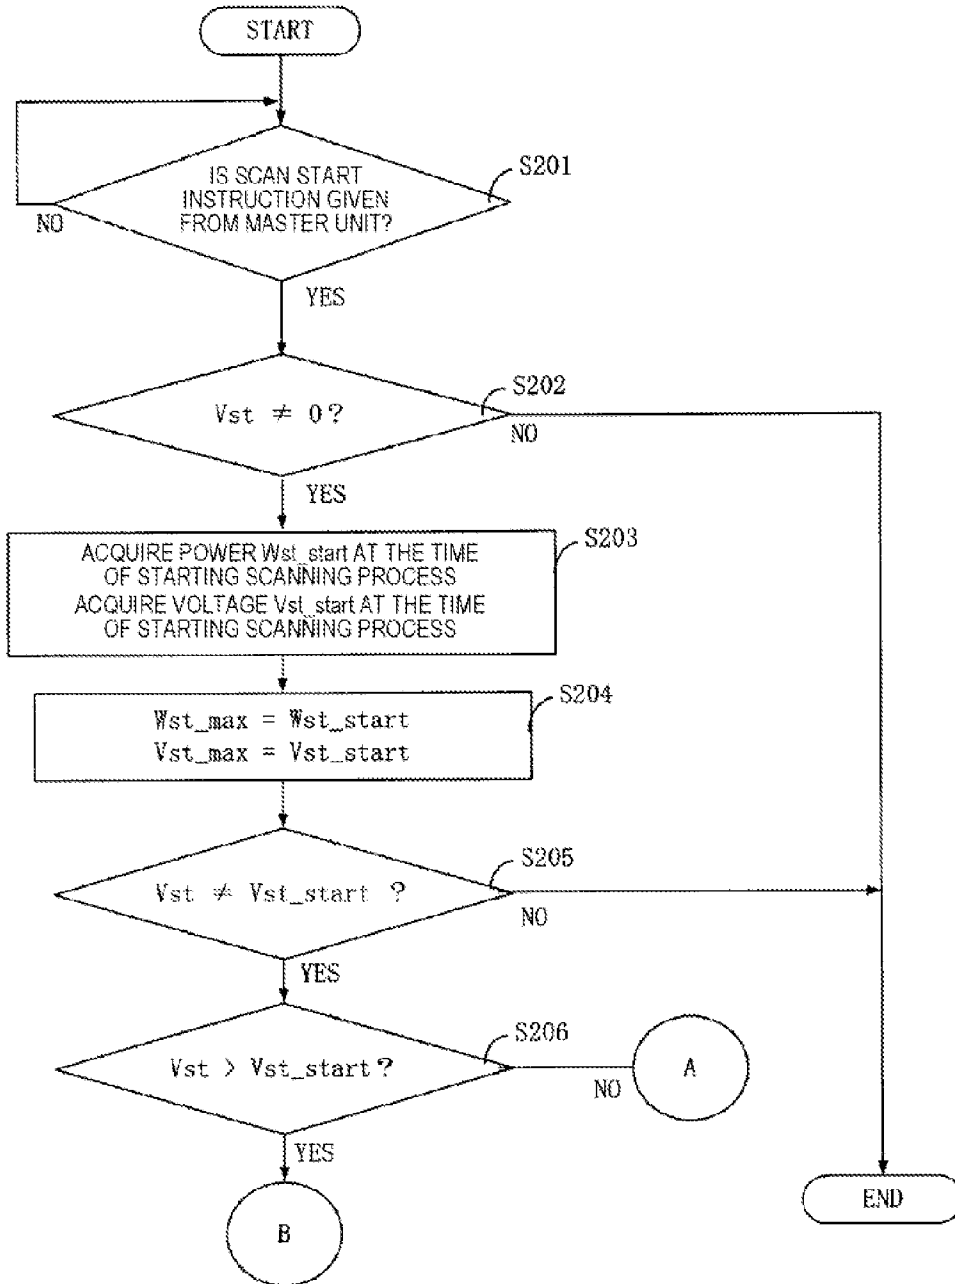 START
IS SCAN START
INSTRUCTION GIVEN
FROM MASTER UNIT?
S201
NO
YES
Vst ≠ 0?
S202
NO
YES
ACQUIRE POWER Wst_start AT THE TIME
OF STARTING SCANNING PROCESS
ACQUIRE VOLTAGE Vst_start AT THE TIME
OF STARTING SCANNING PROCESS
S203
Wst_max = Wst_start
Vst_max = Vst_start
S204
Vst ≠ Vst_start ?
S205
NO
YES
Vst > Vst_start?
S206
NO
A
YES
B
END